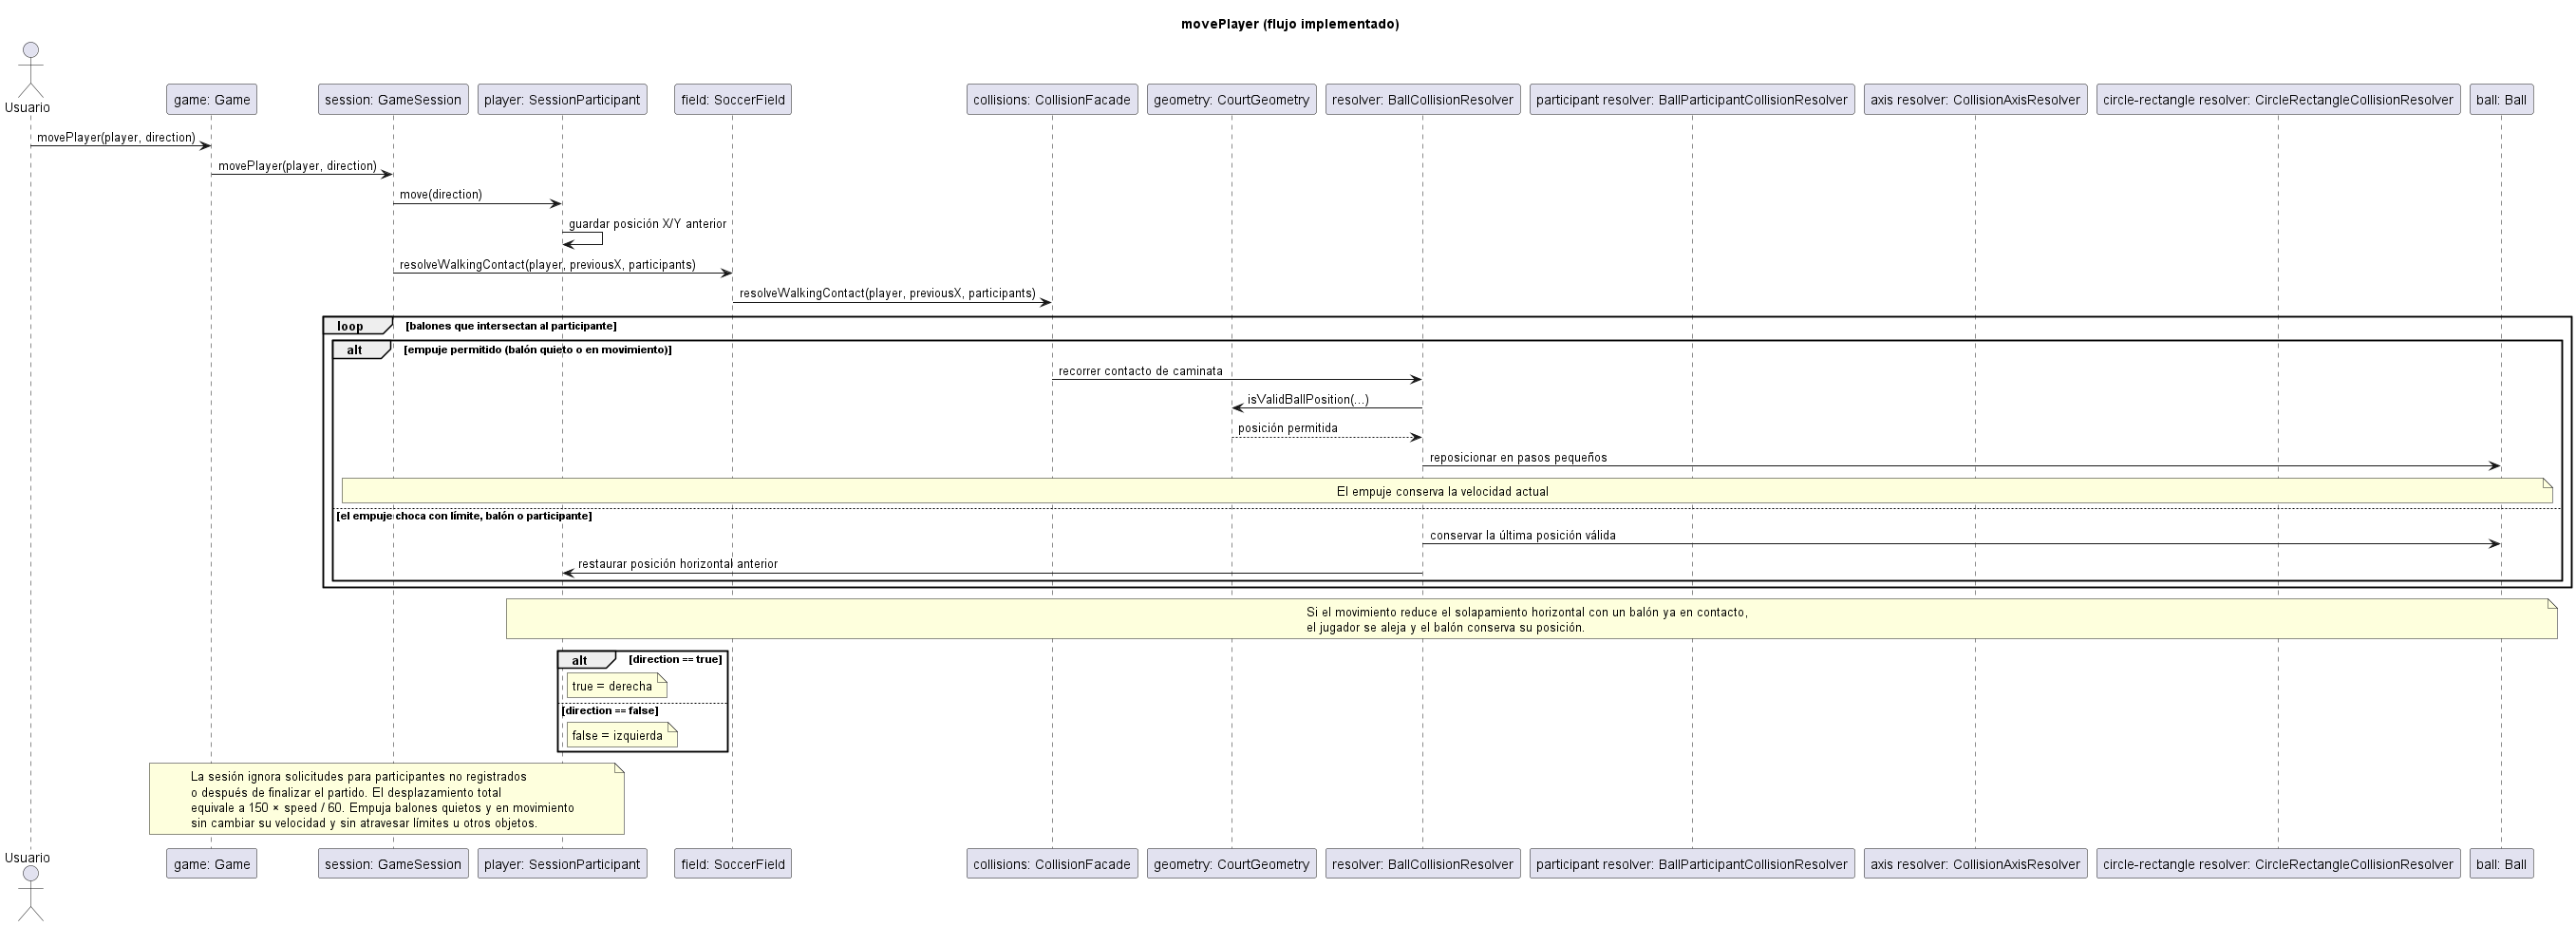 movePlayer (flujo implementado)
Usuario
game: Game
session: GameSession
player: SessionParticipant
field: SoccerField
collisions: CollisionFacade
geometry: CourtGeometry
resolver: BallCollisionResolver
participant resolver: BallParticipantCollisionResolver
axis resolver: CollisionAxisResolver
circle-rectangle resolver: CircleRectangleCollisionResolver
ball: Ball
movePlayer(player, direction)
movePlayer(player, direction)
move(direction)
guardar posición X/Y anterior
resolveWalkingContact(player, previousX, participants)
resolveWalkingContact(player, previousX, participants)
loop [balones que intersectan al participante]
alt [empuje permitido (balón quieto o en movimiento)]
recorrer contacto de caminata
isValidBallPosition(...)
posición permitida
reposicionar en pasos pequeños
El empuje conserva la velocidad actual
[el empuje choca con límite, balón o participante]
conservar la última posición válida
restaurar posición horizontal anterior
Si el movimiento reduce el solapamiento horizontal con un balón ya en contacto,
el jugador se aleja y el balón conserva su posición.
alt [direction == true]
true = derecha
[direction == false]
false = izquierda
La sesión ignora solicitudes para participantes no registrados
o después de finalizar el partido. El desplazamiento total
equivale a 150 × speed / 60. Empuja balones quietos y en movimiento
sin cambiar su velocidad y sin atravesar límites u otros objetos.
Usuario
game: Game
session: GameSession
player: SessionParticipant
field: SoccerField
collisions: CollisionFacade
geometry: CourtGeometry
resolver: BallCollisionResolver
participant resolver: BallParticipantCollisionResolver
axis resolver: CollisionAxisResolver
circle-rectangle resolver: CircleRectangleCollisionResolver
ball: Ball